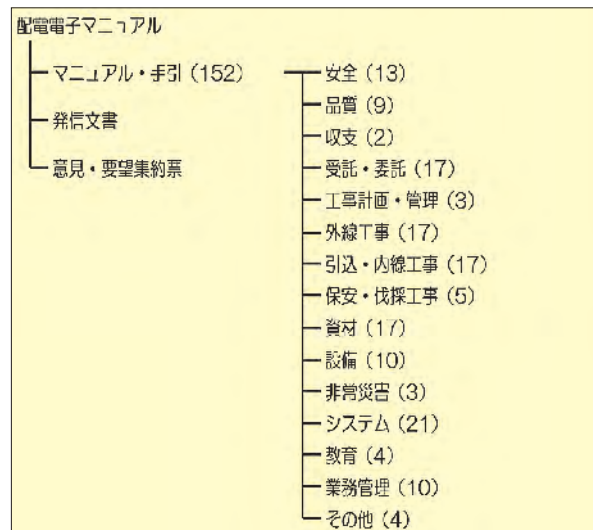 配電電子マニュアル
マニュアル・手引(152)
発信文書
意見・要望集約票
安全(13)
品質(9)
収支(2)
受託・委託(17)
工事計画・管理(3)
外線工事(17)
引込・内線工事(17)
保安・伐採工事(5)
資材(17)
設備(10)
非常災害(3)
システム(21)
教育(4)
業務管理(10)
その他(4)